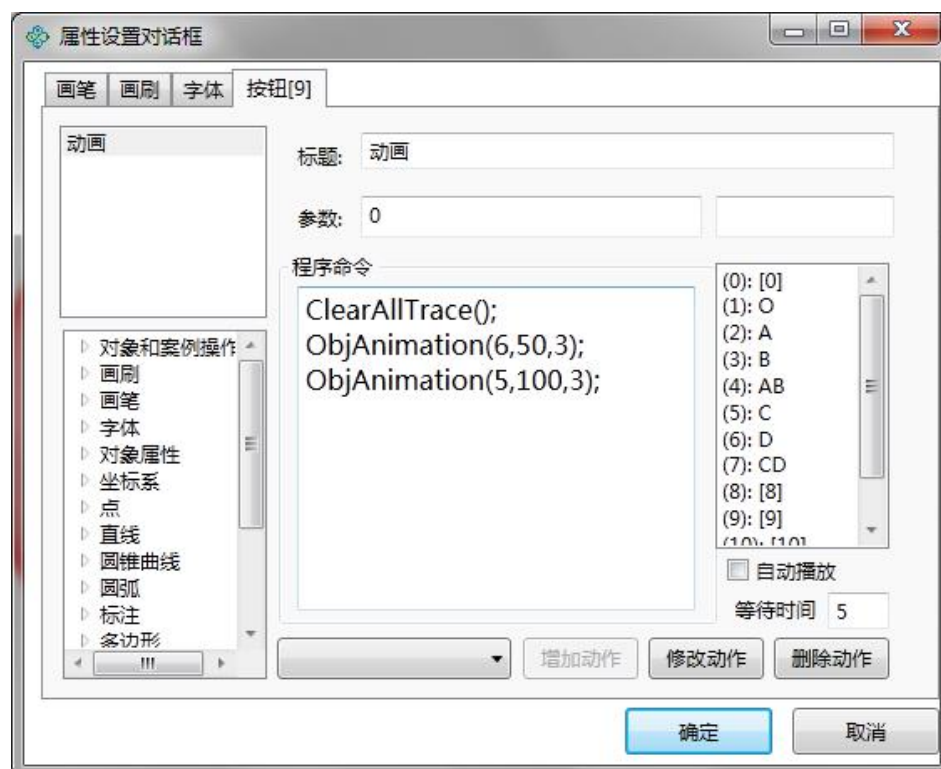 属性设置对话框
画笔
画刷
字体
按钮[9]
动画
标题:
动画
参数:
0
程序命令
ClearAllTrace();
ObjAnimation(6,50,3);
ObjAnimation(5,100,3);
(0): [0]
(1): O
(2): A
(3): B
(4): AB
(5): C
(6): D
(7): CD
(8): [8]
(9): [9]
(10): [10]
对象和案例操作
画刷
画笔
字体
对象属性
坐标系
点
直线
圆锥曲线
圆弧
标注
多边形
自动播放
等待时间
5
增加动作
修改动作
删除动作
确定
取消